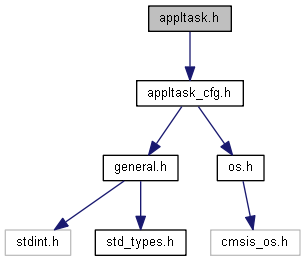 appltask.h
appltask_cfg.h
general.h
os.h
stdint.h
std_types.h
cmsis_os.h